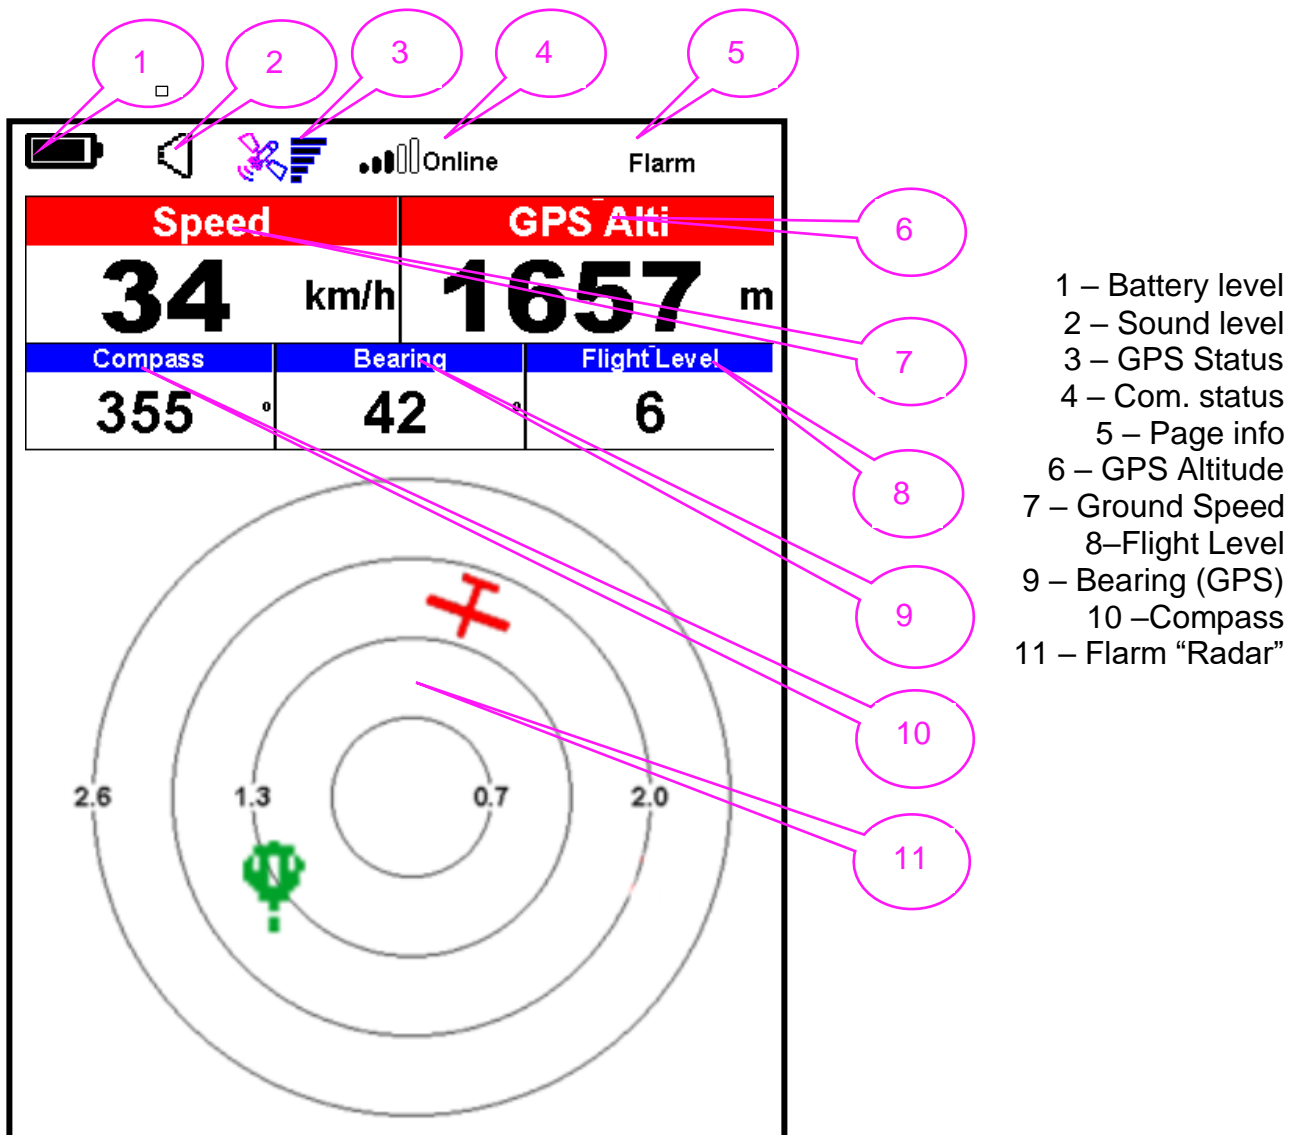 1 2 3 4 5
Online Flarm
Speed GPS Alti
34 km/h 1657 m
Compass Bearing Flight Level
355 ° 42 ° 6
2.6 1.3 0.7 2.0
6
7
8
9
10
11
1 – Battery level
2 – Sound level
3 – GPS Status
4 – Com. status
5 – Page info
6 – GPS Altitude
7 – Ground Speed
8–Flight Level
9 – Bearing (GPS)
10 –Compass
11 – Flarm “Radar”